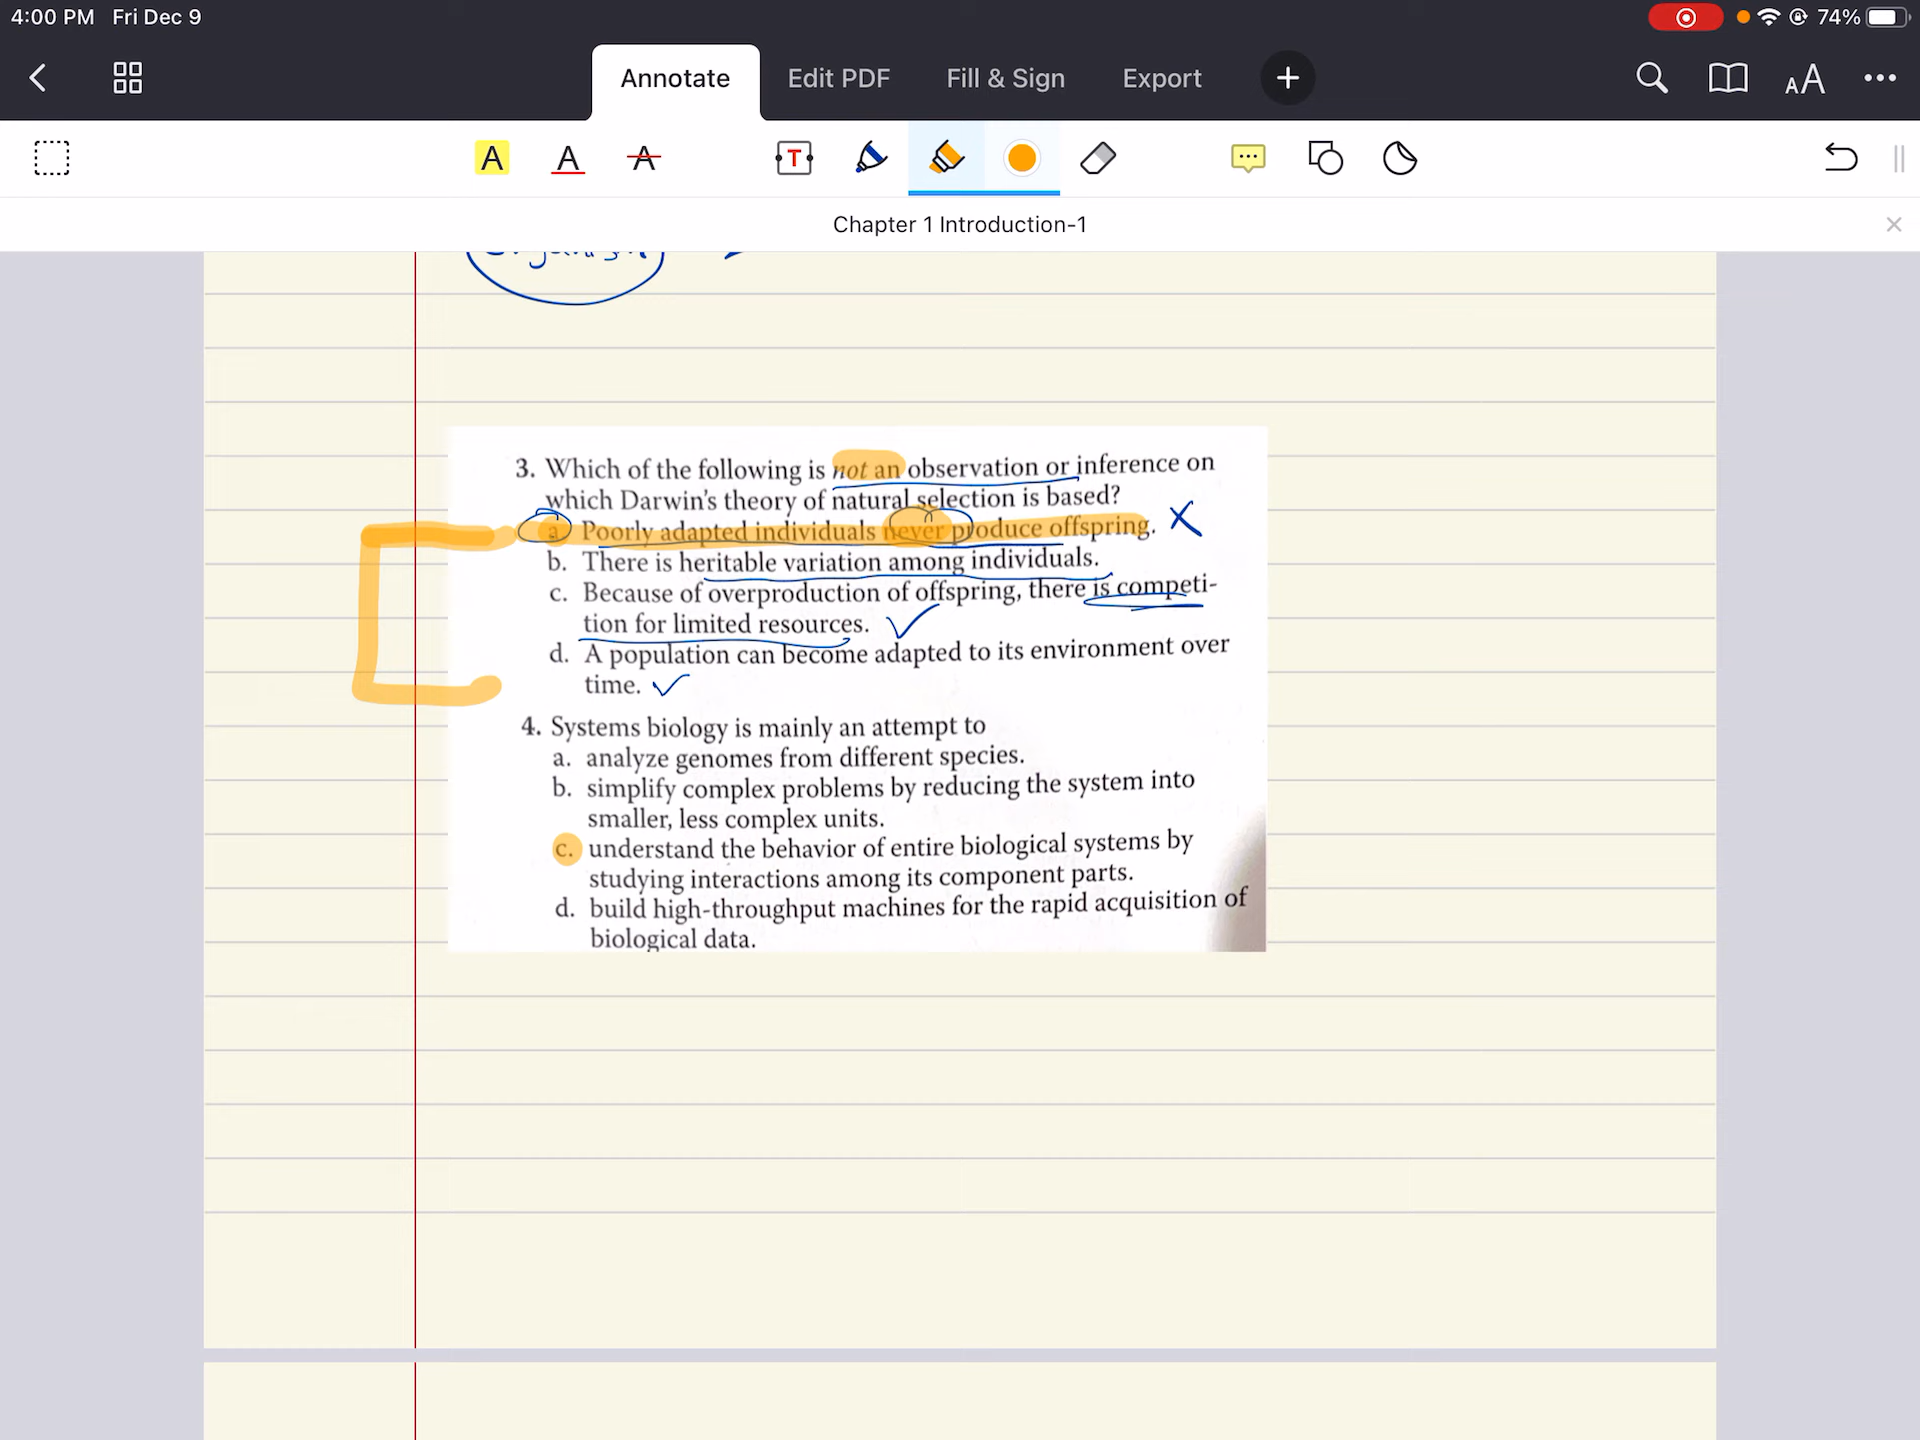 4:00 PM Fri Dec 9
74%
Annotate Edit PDF Fill & Sign Export +
A A A T AA
Chapter 1 Introduction-1
3. Which of the following is not an observation or inference on
which Darwin's theory of natural selection is based?
a. Poorly adapted individuals never produce offspring.
b. There is heritable variation among individuals.
c. Because of overproduction of offspring, there is competi-
tion for limited resources.
d. A population can become adapted to its environment over
time.
4. Systems biology is mainly an attempt to
a. analyze genomes from different species.
b. simplify complex problems by reducing the system into
smaller, less complex units.
c. understand the behavior of entire biological systems by
studying interactions among its component parts.
d. build high-throughput machines for the rapid acquisition of
biological data.